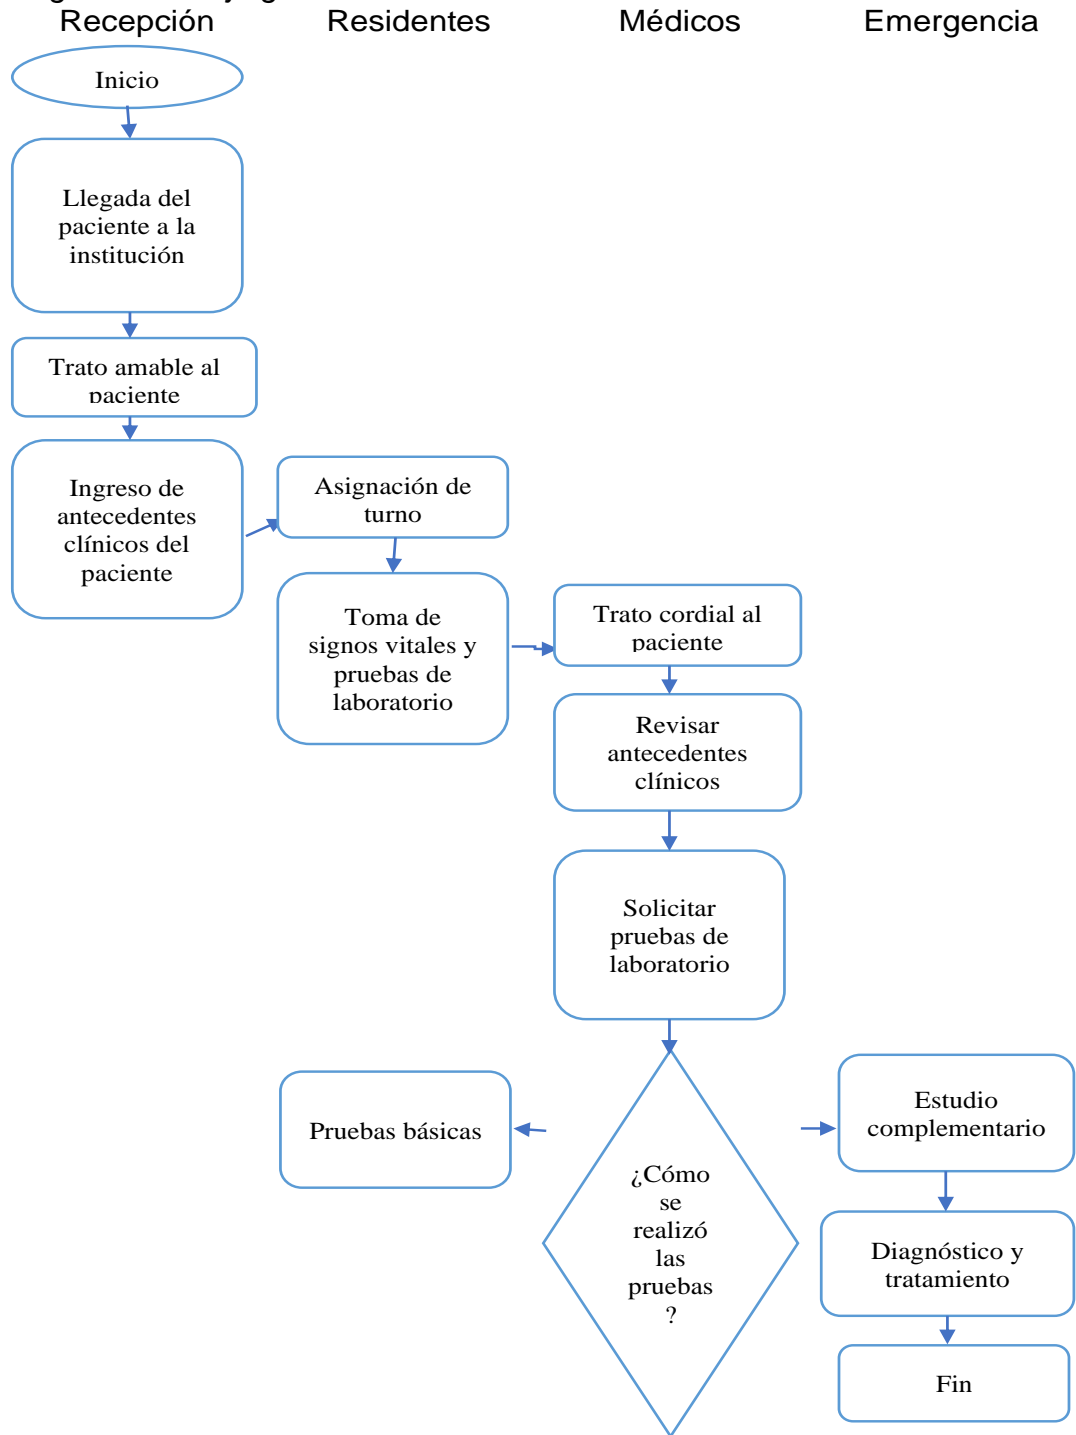 Recepción Residentes Médicos Emergencia
Inicio
Llegada del
paciente a la
institución
Trato amable al
paciente
Ingreso de
antecedentes
clínicos del
paciente
Asignación de
turno
Toma de
signos vitales y
pruebas de
laboratorio
Trato cordial al
paciente
Revisar
antecedentes
clínicos
Solicitar
pruebas de
laboratorio
¿Cómo
se
realizó
las
pruebas
?
Pruebas básicas
Estudio
complementario
Diagnóstico y
tratamiento
Fin